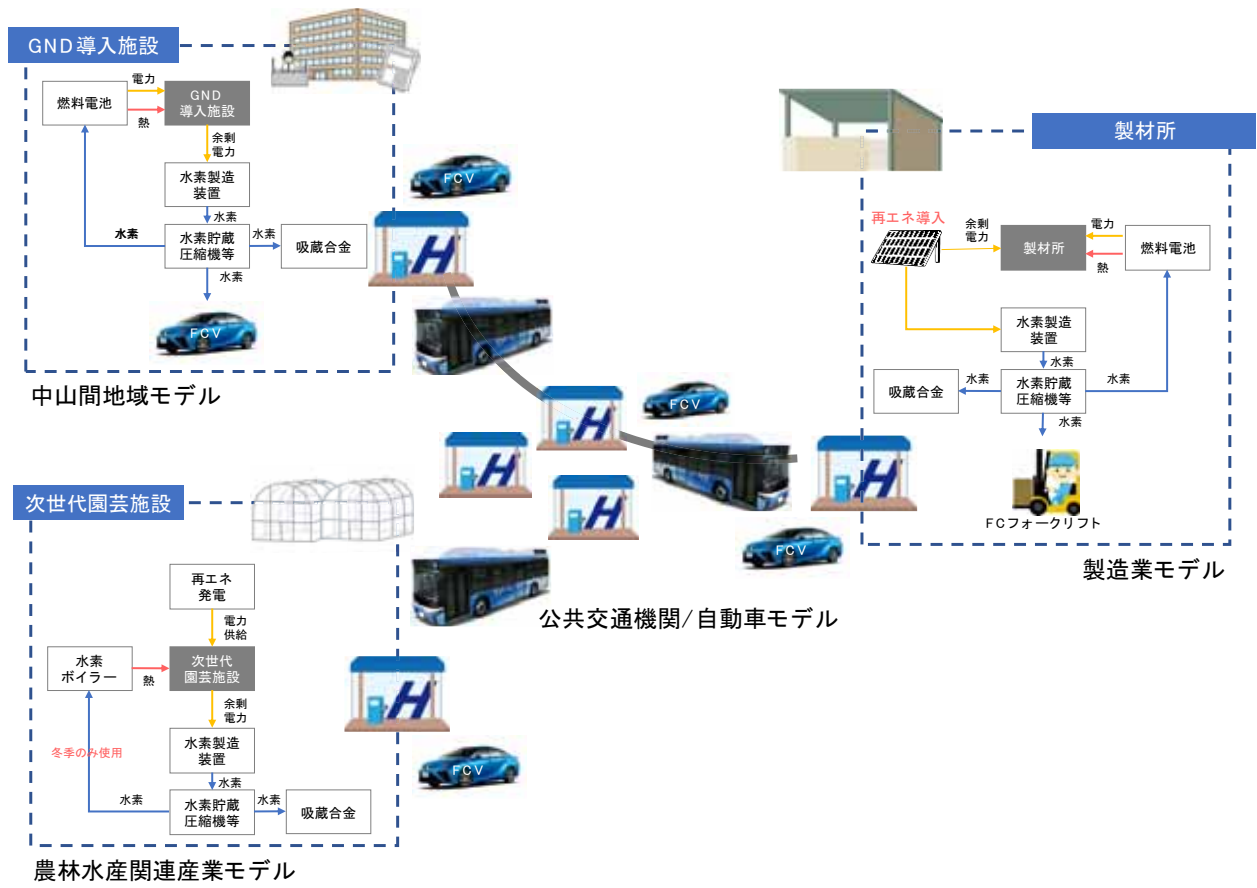 GND導入施設
燃料電池
電力
熱
GND
導入施設
余剰
電力
水素製造
装置
水素
水素
水素貯蔵
圧縮機等
水素
吸蔵合金
水素
FCV
中山間地域モデル
FCV
H
製材所
再エネ導入
余剰
電力
製材所
電力
熱
燃料電池
水素製造
装置
水素
吸蔵合金
水素
水素貯蔵
圧縮機等
水素
水素
FCフォークリフト
製造業モデル
H
FCV
H
H
H
FCV
公共交通機関/自動車モデル
次世代園芸施設
再エネ
発電
電力
供給
水素
ボイラー
熱
次世代
園芸施設
余剰
電力
冬季のみ使用
水素製造
装置
水素
水素
水素貯蔵
圧縮機等
水素
吸蔵合金
H
FCV
農林水産関連産業モデル